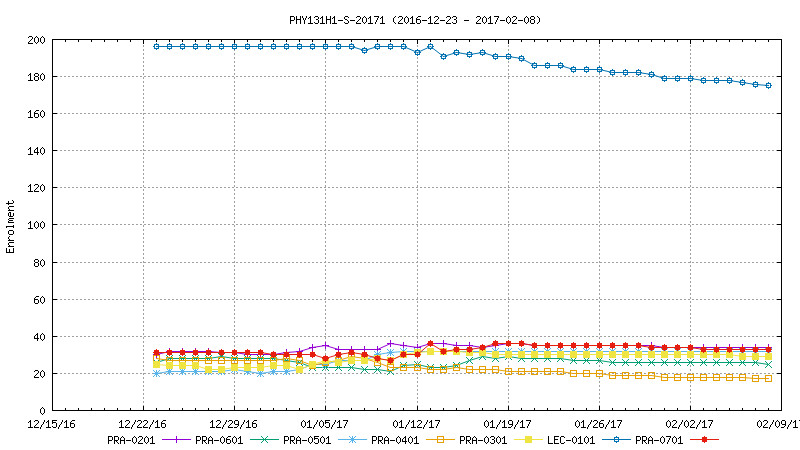 PHY131H1-S-20171 (2016-12-23 - 2017-02-08)
200
180
160
140
120
100
80
60
40
20
0
Enrolment
12/15/16 12/22/16 12/29/16 01/05/17 01/12/17 01/19/17 01/26/17 02/02/17 02/09/17
PRA-0201 PRA-0601 PRA-0501 PRA-0401 PRA-0301 LEC-0101 PRA-0701